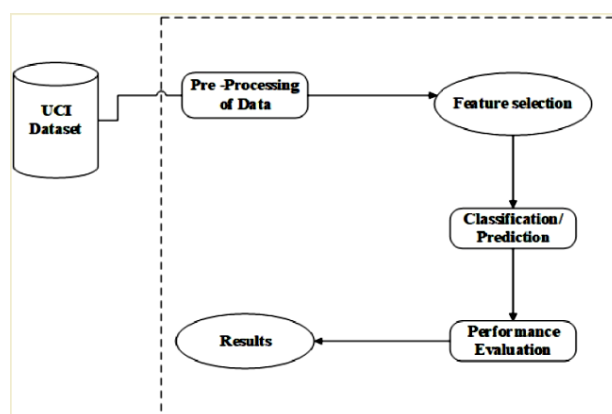 UCI
Dataset
Pre -Processing
of Data
Feature selection
Classification/
Prediction
Performance
Evaluation
Results